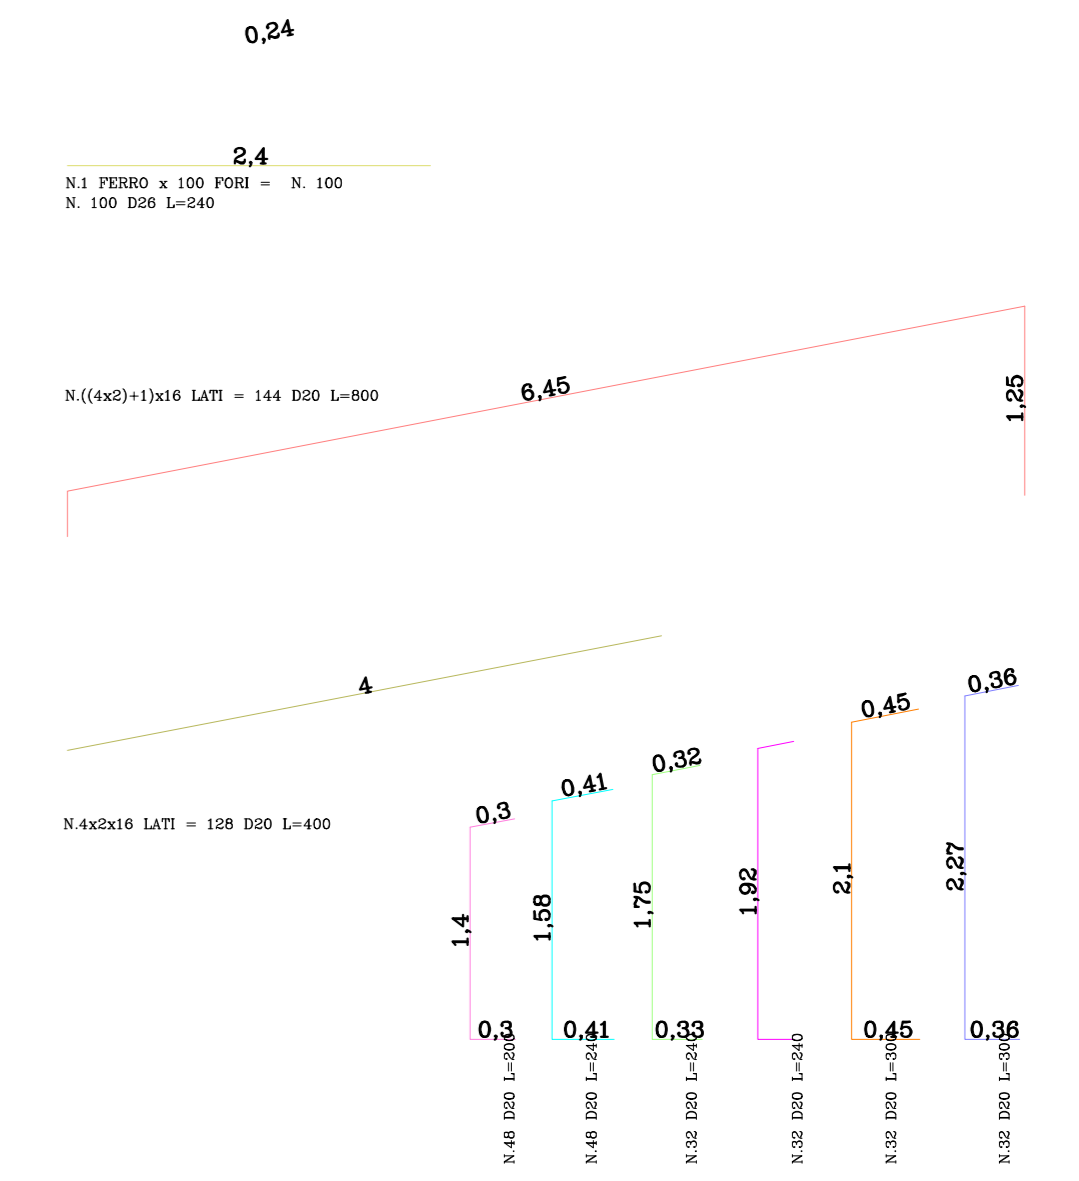 0,24
2,4
N.1 FERRO x 100 FORI = N. 100
N. 100 D26 L=240
6,45
1,25
N.((4x2)+1)x16 LATI = 144 D20 L=800
4
N.4x2x16 LATI = 128 D20 L=400
0,3
1,4
0,3
N.48 D20 L=200
0,41
1,58
0,41
N.48 D20 L=240
0,32
1,75
0,33
N.32 D20 L=240
1,92
N.32 D20 L=240
0,45
2,1
0,45
N.32 D20 L=300
0,36
2,27
0,36
N.32 D20 L=300